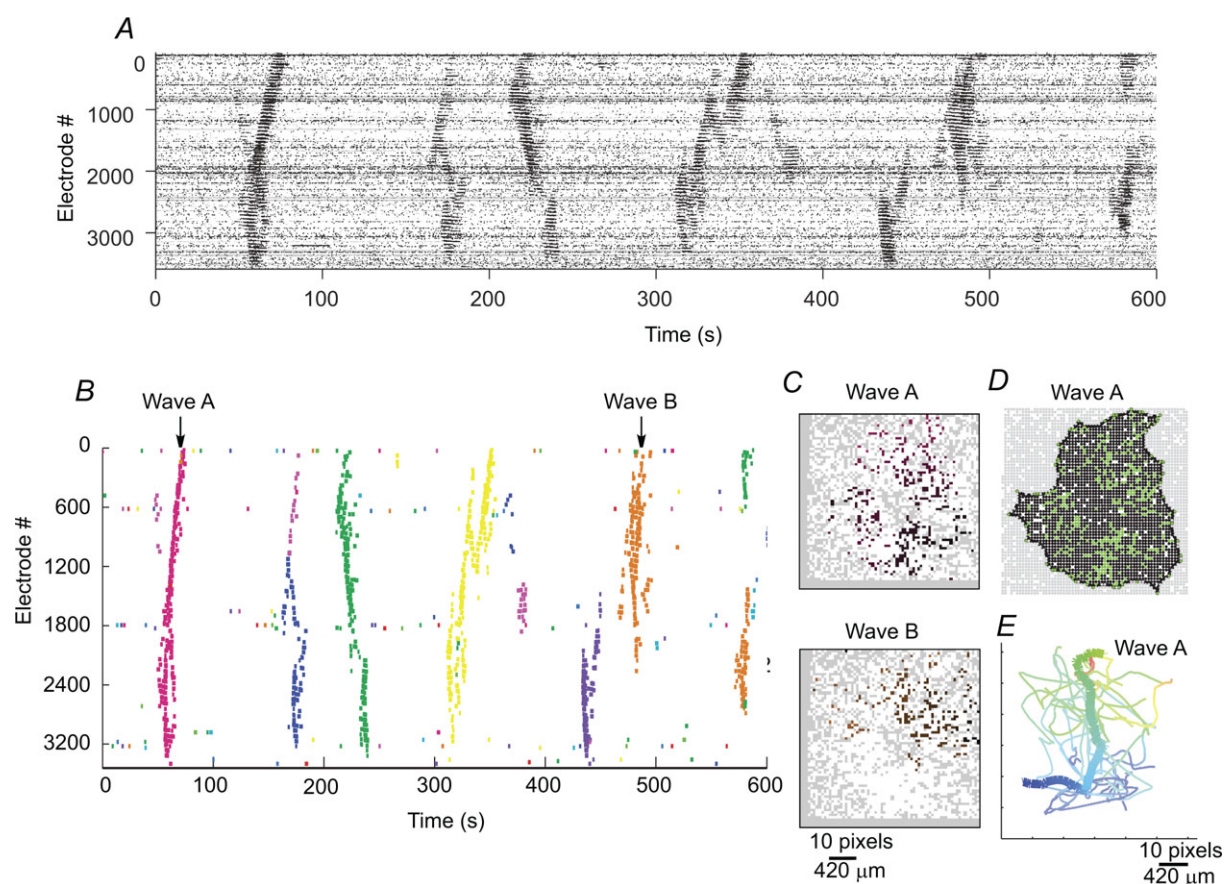 A
Electrode #
0
1000
2000
3000
0 100 200 300 400 500 600
Time (s)
B
Wave A Wave B
Electrode #
0
600
1200
1800
2400
3200
0 100 200 300 400 500 600
Time (s)
C
Wave A
Wave B
10 pixels
420 µm
D
Wave A
E
Wave A
10 pixels
420 µm